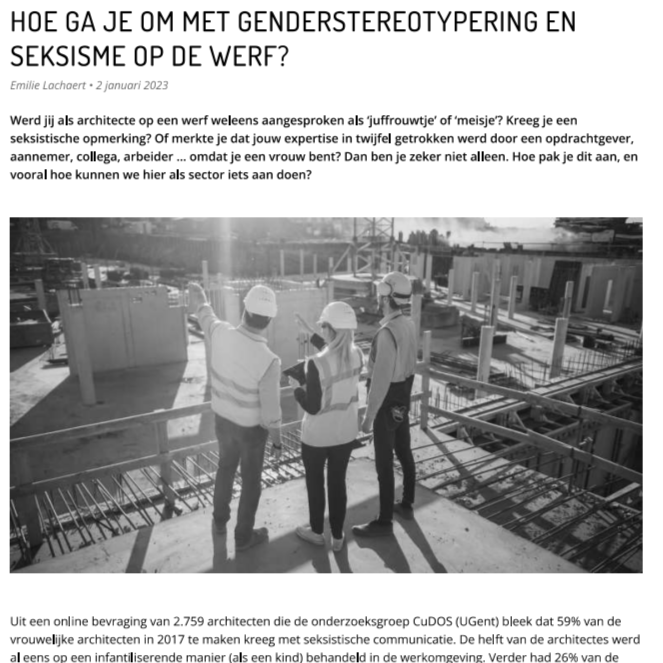 HOE GA JE OM MET GENDERSTEREOTYPERING EN
SEKSISME OP DE WERF?
Emilie Lachaert • 2 januari 2023
Werd jij als architecte op een werf weleens aangesproken als ‘juffrouwtje’ of ‘meisje’? Kreeg je een
seksistische opmerking? Of merkte je dat jouw expertise in twijfel getrokken werd door een opdrachtgever,
aannemer, collega, arbeider ... omdat je een vrouw bent? Dan ben je zeker niet alleen. Hoe pak je dit aan, en
vooral hoe kunnen we hier als sector iets aan doen?
Uit een online bevraging van 2.759 architecten die de onderzoeksgroep CuDOS (UGent) bleek dat 59% van de
vrouwelijke architecten in 2017 te maken kreeg met seksistische communicatie. De helft van de architectes werd
al eens op een infantiliserende manier (als een kind) behandeld in de werkomgeving. Verder had 26% van de